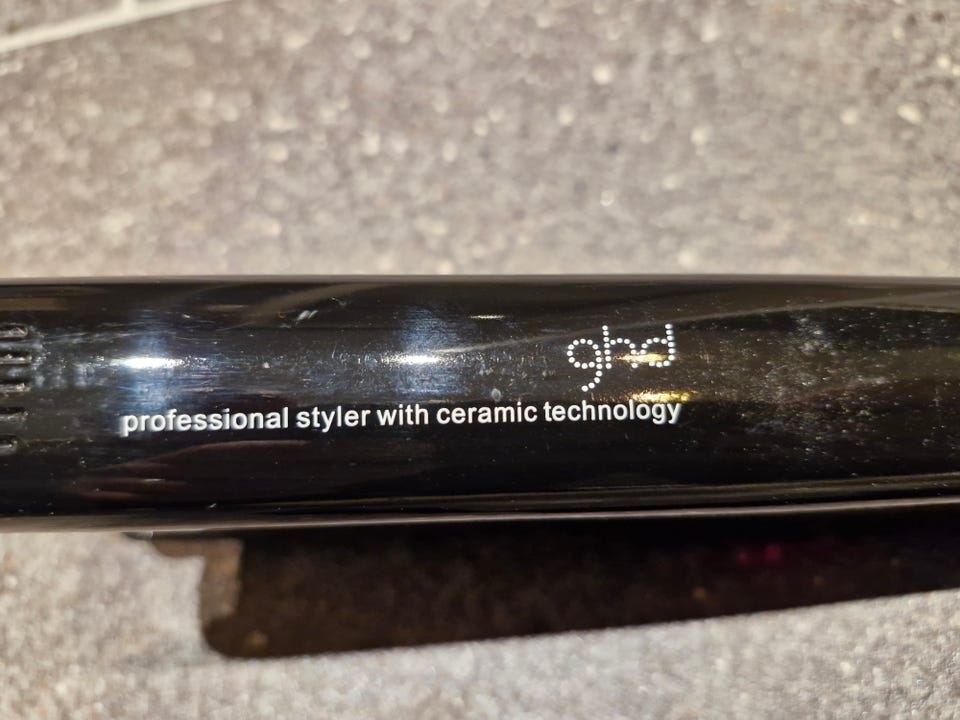 ghd
professional styler with ceramic technology